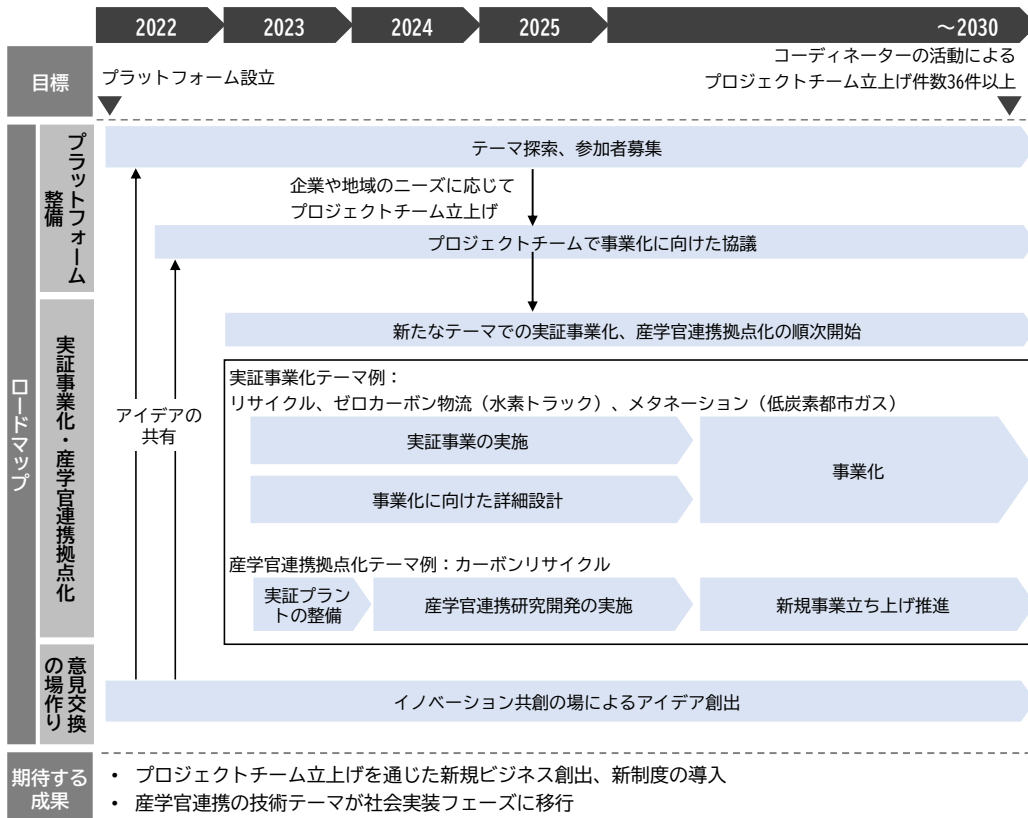 2022
2023
2024
2025
～2030
目標
プラットフォーム設立
コーディネーターの活動による
プロジェクトチーム立上げ件数36件以上
ロードマップ
プラットフォーム
整備
テーマ探索、参加者募集
企業や地域のニーズに応じて
プロジェクトチーム立上げ
プロジェクトチームで事業化に向けた協議
実証事業化・産学官連携拠点化
新たなテーマでの実証事業化、産学官連携拠点化の順次開始
アイデアの
共有
実証事業化テーマ例：
リサイクル、ゼロカーボン物流（水素トラック）、メタネーション（低炭素都市ガス）
実証事業の実施
事業化に向けた詳細設計
事業化
産学官連携拠点化テーマ例：カーボンリサイクル
実証プラン
トの整備
産学官連携研究開発の実施
新規事業立ち上げ推進
意見交換
の場作り
イノベーション共創の場によるアイデア創出
期待する
成果
• プロジェクトチーム立上げを通じた新規ビジネス創出、新制度の導入
• 産学官連携の技術テーマが社会実装フェーズに移行